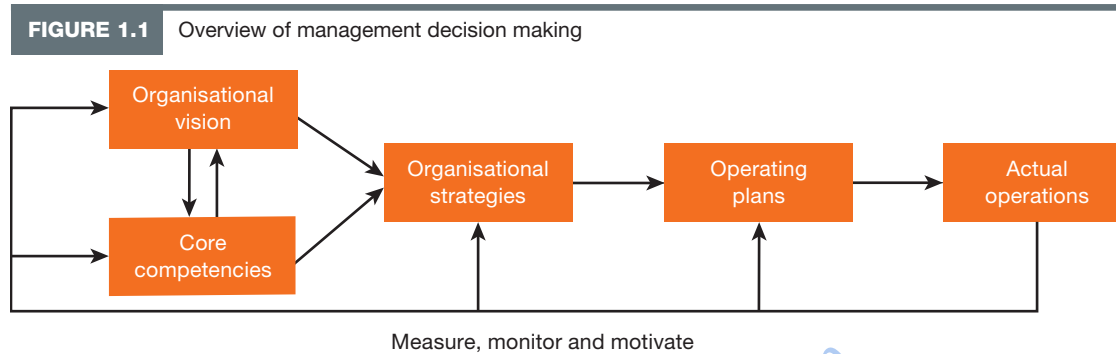 FIGURE 1.1 Overview of management decision making
Organisational
vision
Core
competencies
Organisational
strategies
Operating
plans
Actual
operations
Measure, monitor and motivate